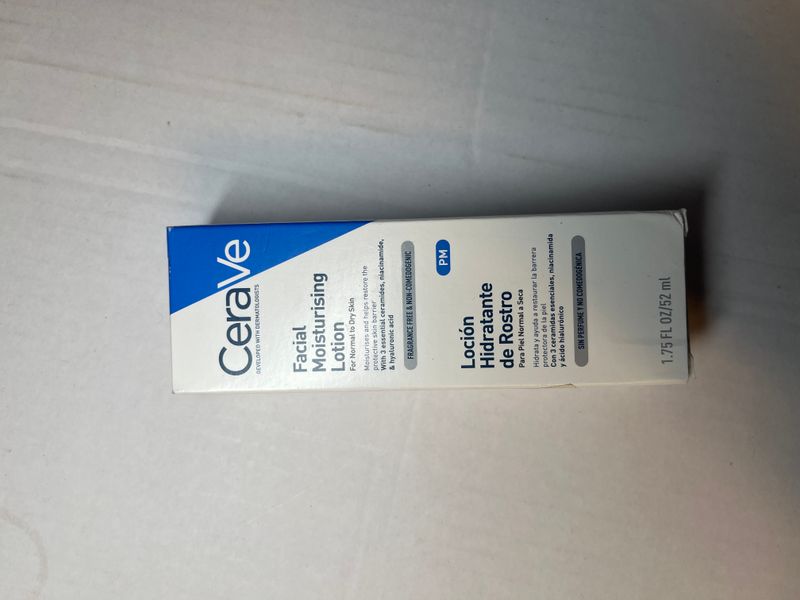 CeraVe
DEVELOPED WITH DERMATOLOGISTS
Facial
Moisturising
Lotion
For Normal to Dry Skin
Moisturises and helps restore the
protective skin barrier
With 3 essential ceramides, niacinamide,
& hyaluronic acid
FRAGRANCE FREE & NON-COMEDOGENIC
PM
Loción
Hidratante
de Rostro
Para Piel Normal a Seca
Hidrata y ayuda a restaurar la barrera
protectora de la piel
Con 3 ceramidas esenciales, niacinamida
y ácido hialurónico
SIN PERFUME Y NO COMEDOGÉNICA
1.75 FL OZ/52 ml